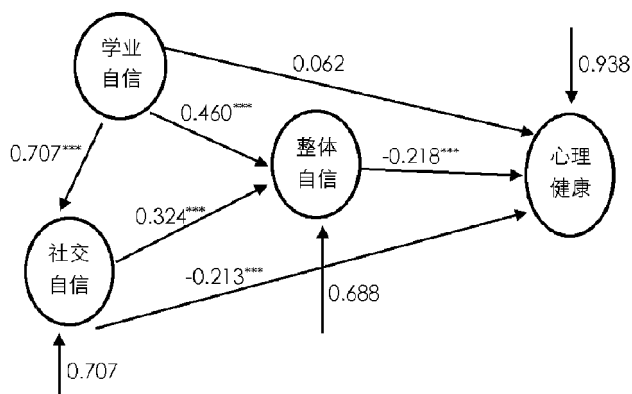 学业
自信
0.062
0.938
0.460***
0.707***
整体
自信
-0.218***
心理
健康
0.324***
社交
自信
-0.213***
0.688
0.707